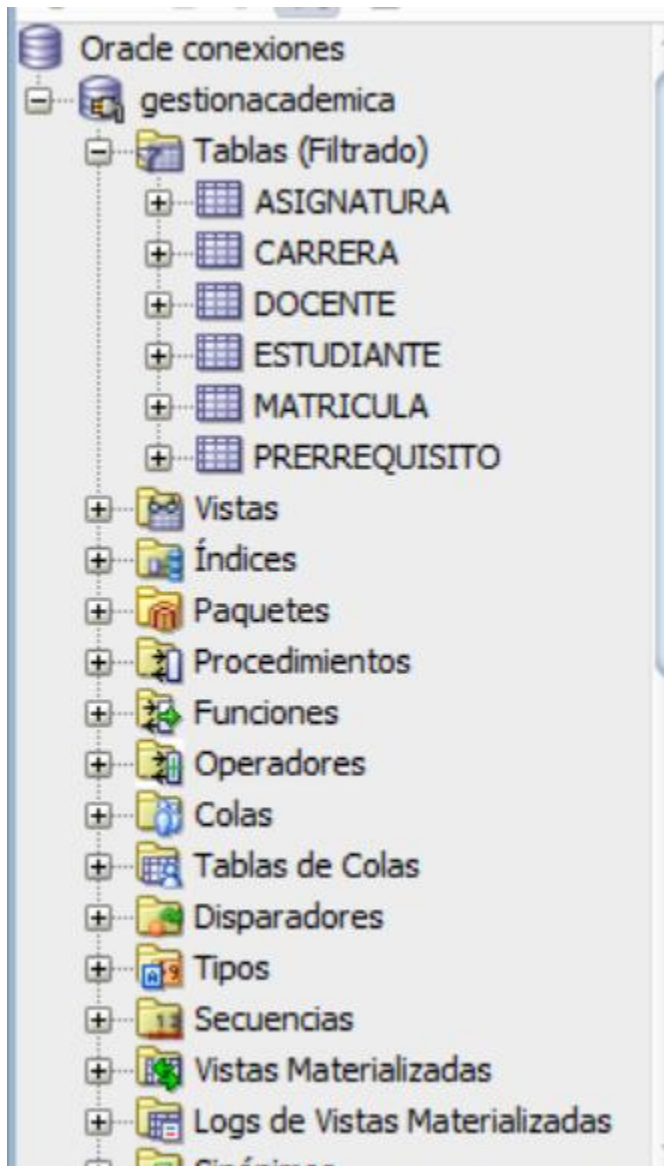 Oracle conexiones
gestionacademica
Tablas (Filtrado)
ASIGNATURA
CARRERA
DOCENTE
ESTUDIANTE
MATRICULA
PRERREQUISITO
Vistas
Índices
Paquetes
Procedimientos
Funciones
Operadores
Colas
Tablas de Colas
Disparadores
Tipos
Secuencias
Vistas Materializadas
Logs de Vistas Materializadas